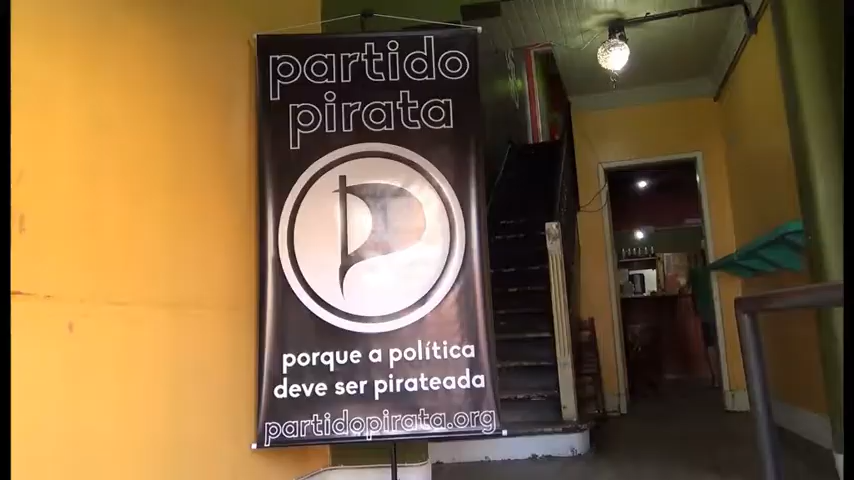 partido
pirata
porque a política
deve ser pirateada
partidopirata.org